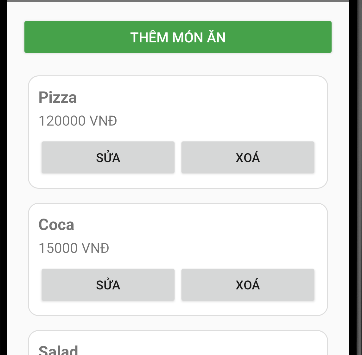 THÊM MÓN ĂN
Pizza
120000 VNĐ
SỬA XOÁ
Coca
15000 VNĐ
SỬA XOÁ
Salad